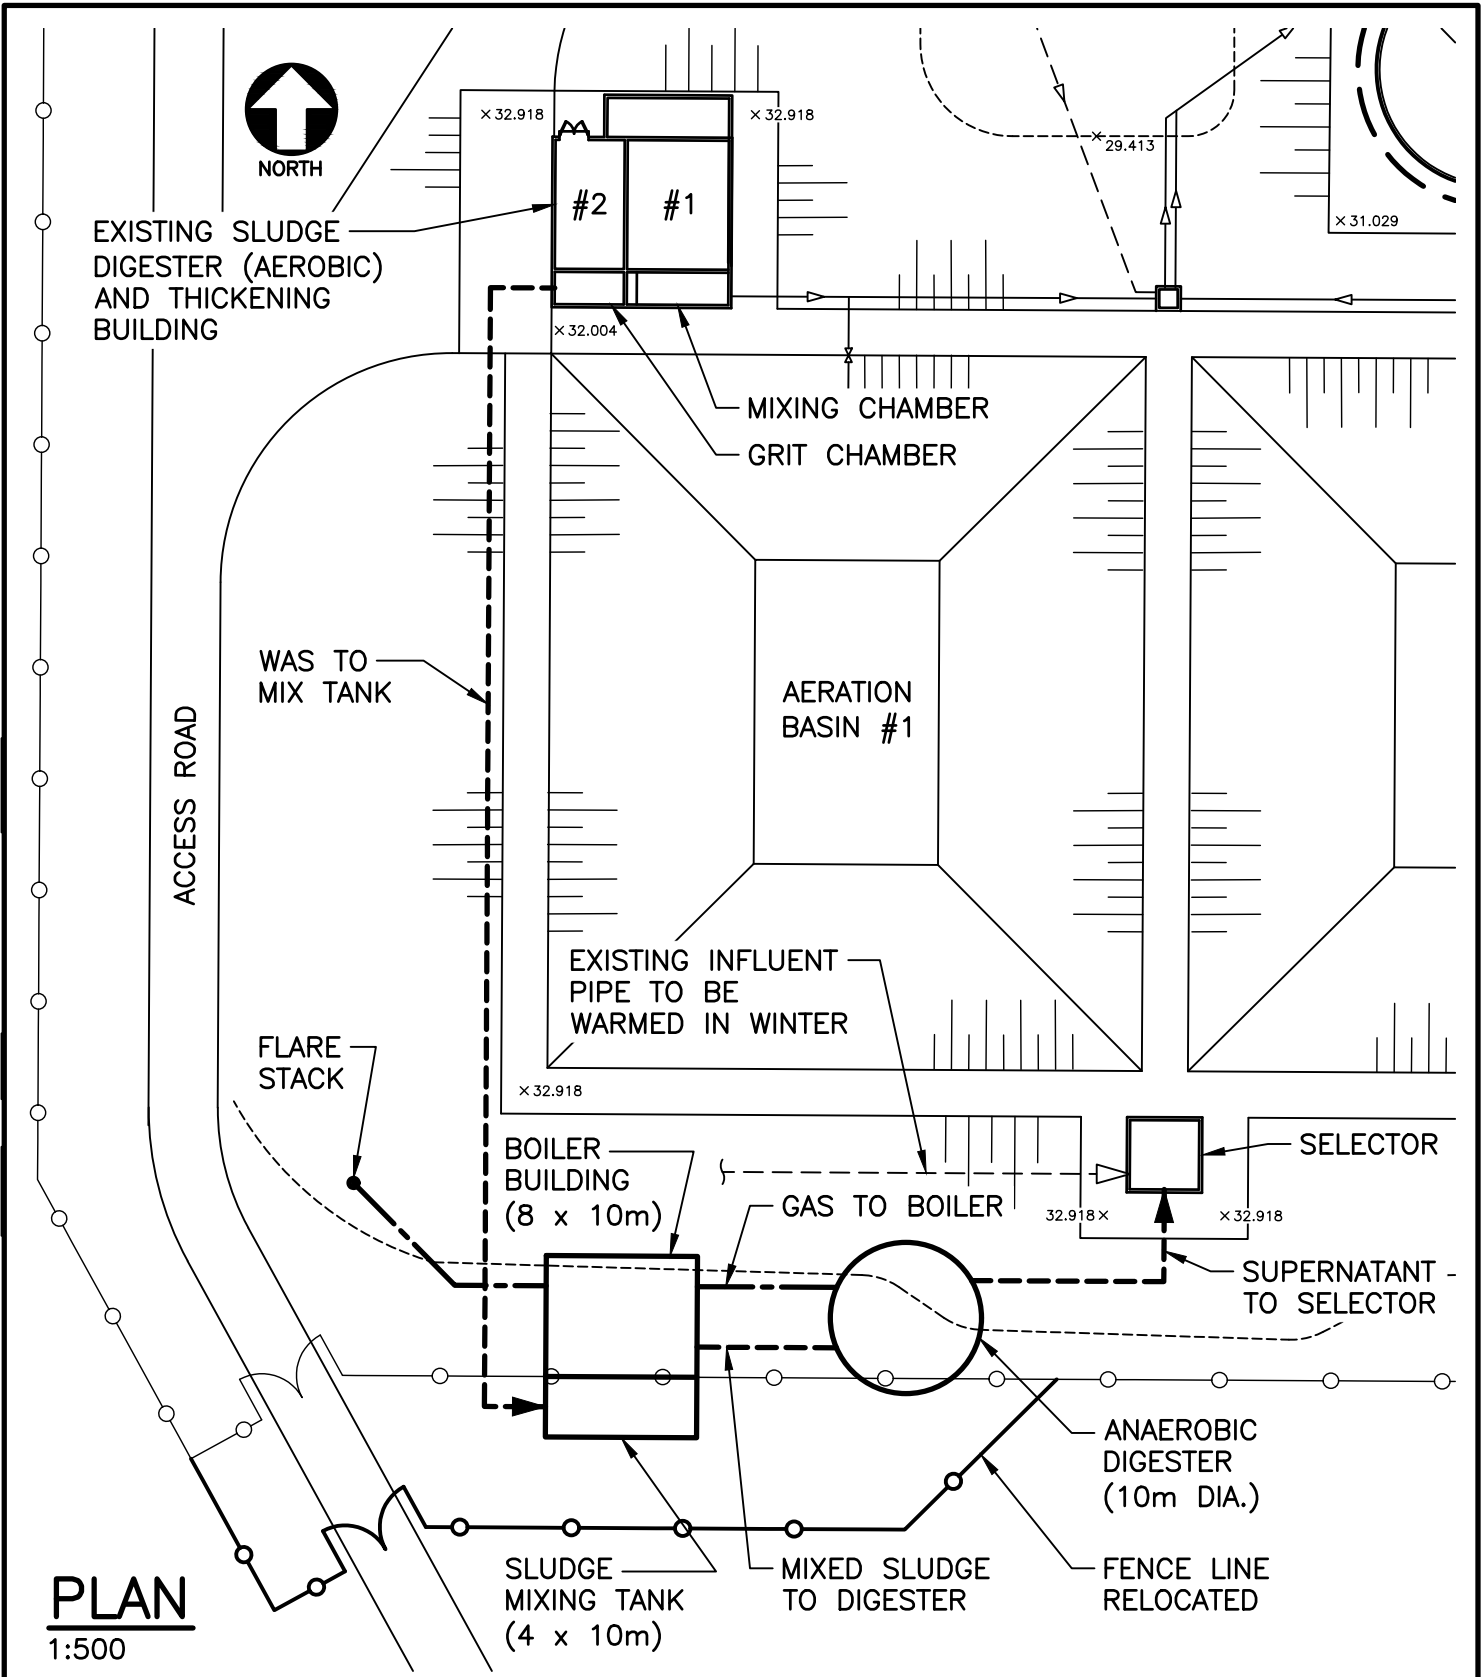 ×32.918
×32.918
NORTH
29.413
×31.029
#2
#1
EXISTING SLUDGE
DIGESTER (AEROBIC)
AND THICKENING
BUILDING
×32.004
MIXING CHAMBER
GRIT CHAMBER
WAS TO
MIX TANK
AERATION
BASIN #1
ACCESS ROAD
EXISTING INFLUENT
PIPE TO BE
WARMED IN WINTER
FLARE
STACK
×32.918
BOILER
BUILDING
(8 x 10m)
SELECTOR
GAS TO BOILER
32.918×
×32.918
SUPERNATANT
TO SELECTOR
ANAEROBIC
DIGESTER
(10m DIA.)
SLUDGE
MIXING TANK
(4 x 10m)
MIXED SLUDGE
TO DIGESTER
FENCE LINE
RELOCATED
PLAN
1:500